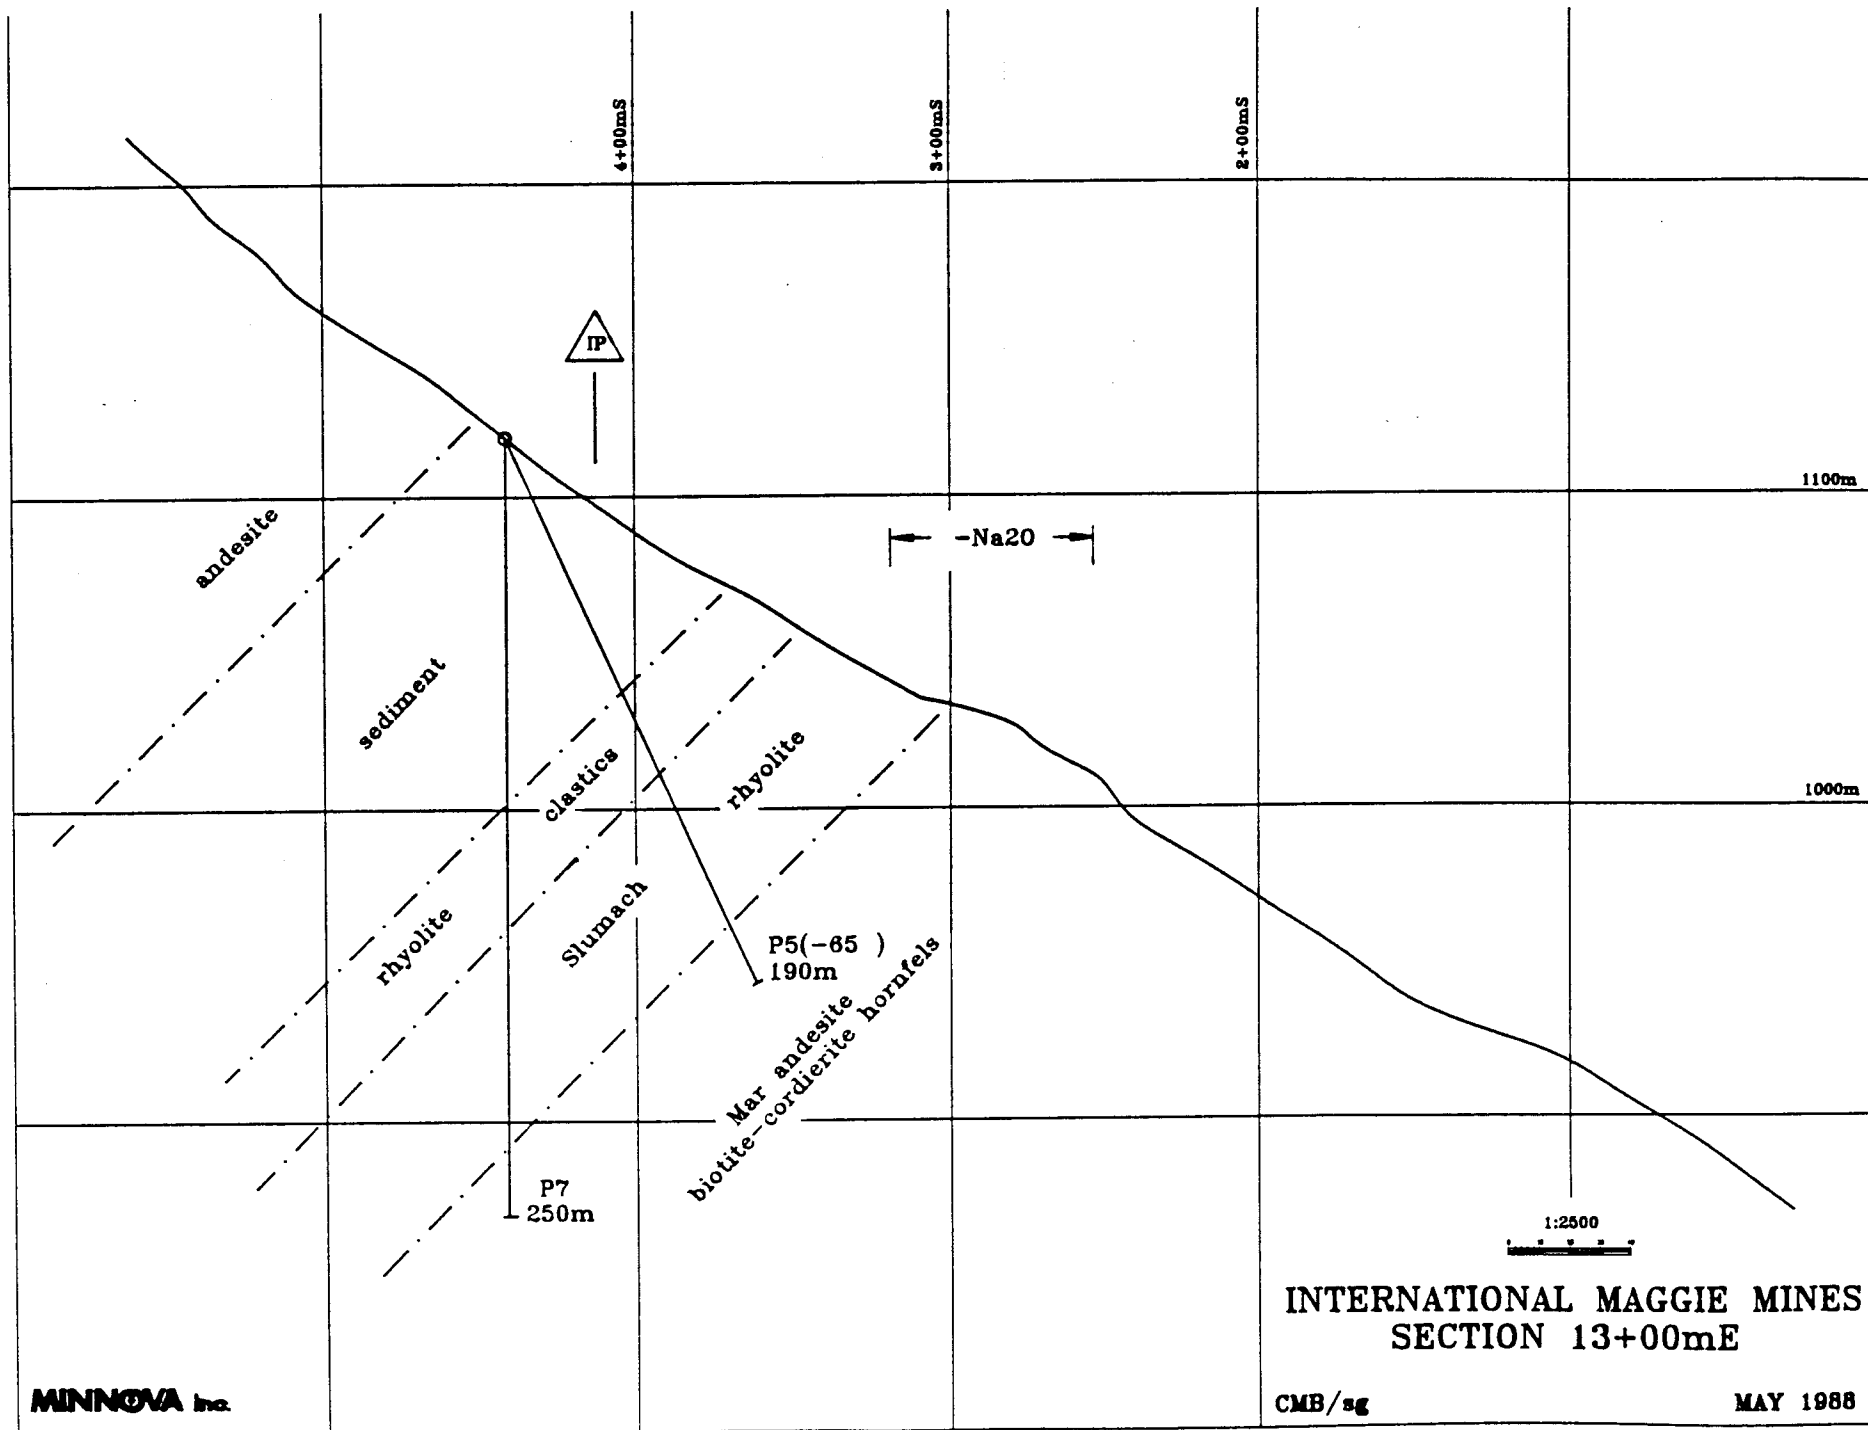 4+00mS
3+00mS
2+00mS
IP
1100m
-Na2O
andesite
sediment
1000m
rhyolite clastics
Slumach rhyolite
P5(-65 )
190m
Mar andesite
biotite-cordierite hornfels
P7
250m
1:2500
INTERNATIONAL MAGGIE MINES
SECTION 13+00mE
MINNOVA inc.
CMB/sg
MAY 1988